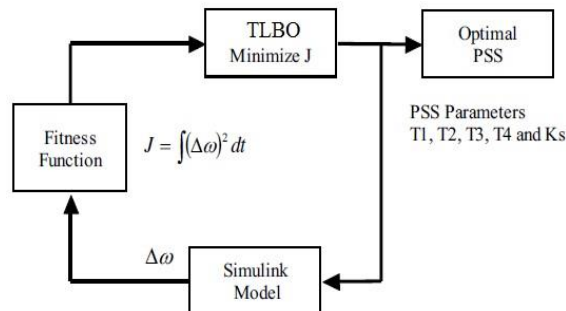 TLBO
Minimize J
Optimal
PSS
PSS Parameters
T1, T2, T3, T4 and Ks
Fitness
Function
J = ∫(Δω)² dt
Δω
Simulink
Model